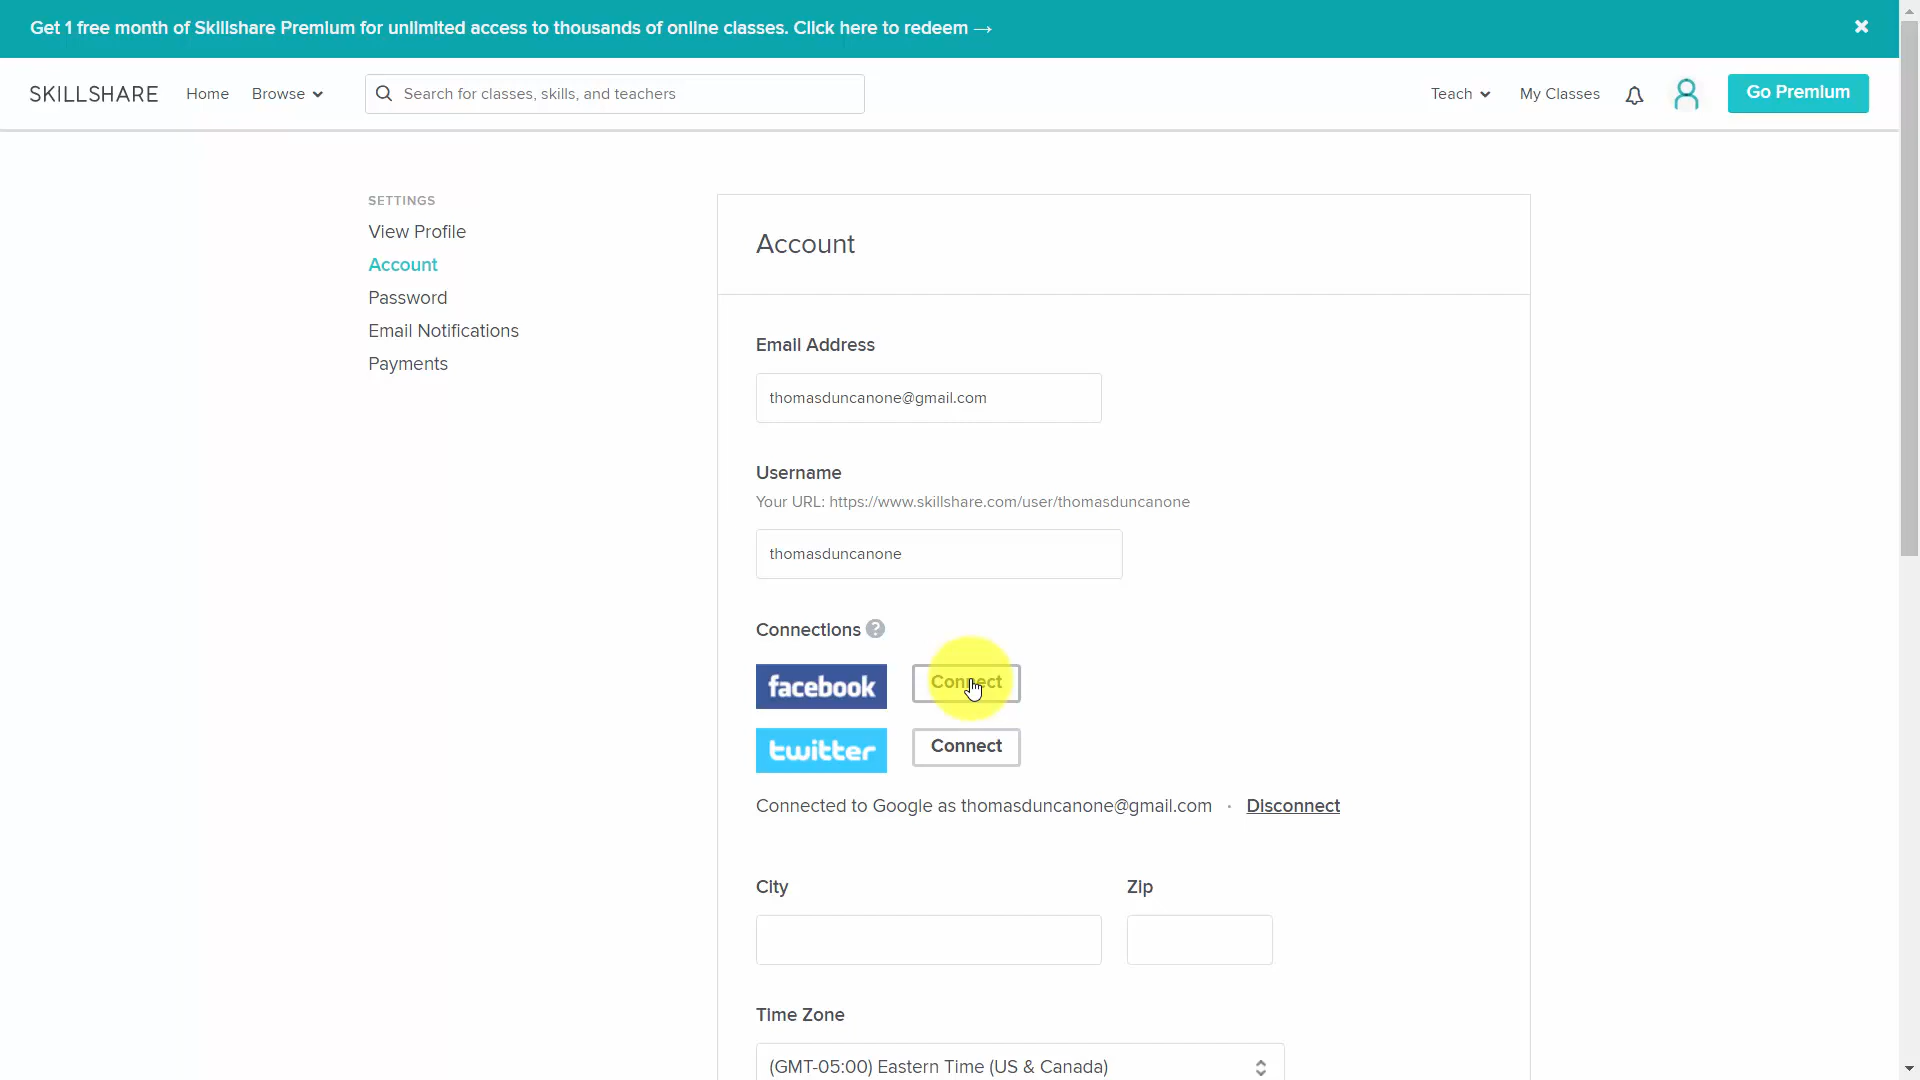 Get 1 free month of Skillshare Premium for unlimited access to thousands of online classes. Click here to redeem →
SKILLSHARE Home Browse Search for classes, skills, and teachers Teach My Classes Go Premium
SETTINGS
View Profile
Account
Password
Email Notifications
Payments
Account
Email Address
thomasduncanone@gmail.com
Username
Your URL: https://www.skillshare.com/user/thomasduncanone
thomasduncanone
Connections ?
facebook Connect
twitter Connect
Connected to Google as thomasduncanone@gmail.com · Disconnect
City Zip
Time Zone
(GMT-05:00) Eastern Time (US & Canada)